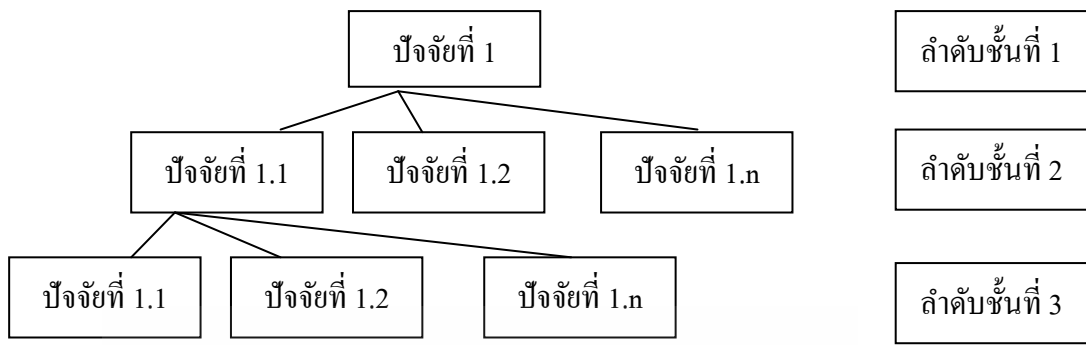 ปัจจัยที่ 1
ลำดับชั้นที่ 1
ปัจจัยที่ 1.1
ปัจจัยที่ 1.2
ปัจจัยที่ 1.n
ลำดับชั้นที่ 2
ปัจจัยที่ 1.1
ปัจจัยที่ 1.2
ปัจจัยที่ 1.n
ลำดับชั้นที่ 3